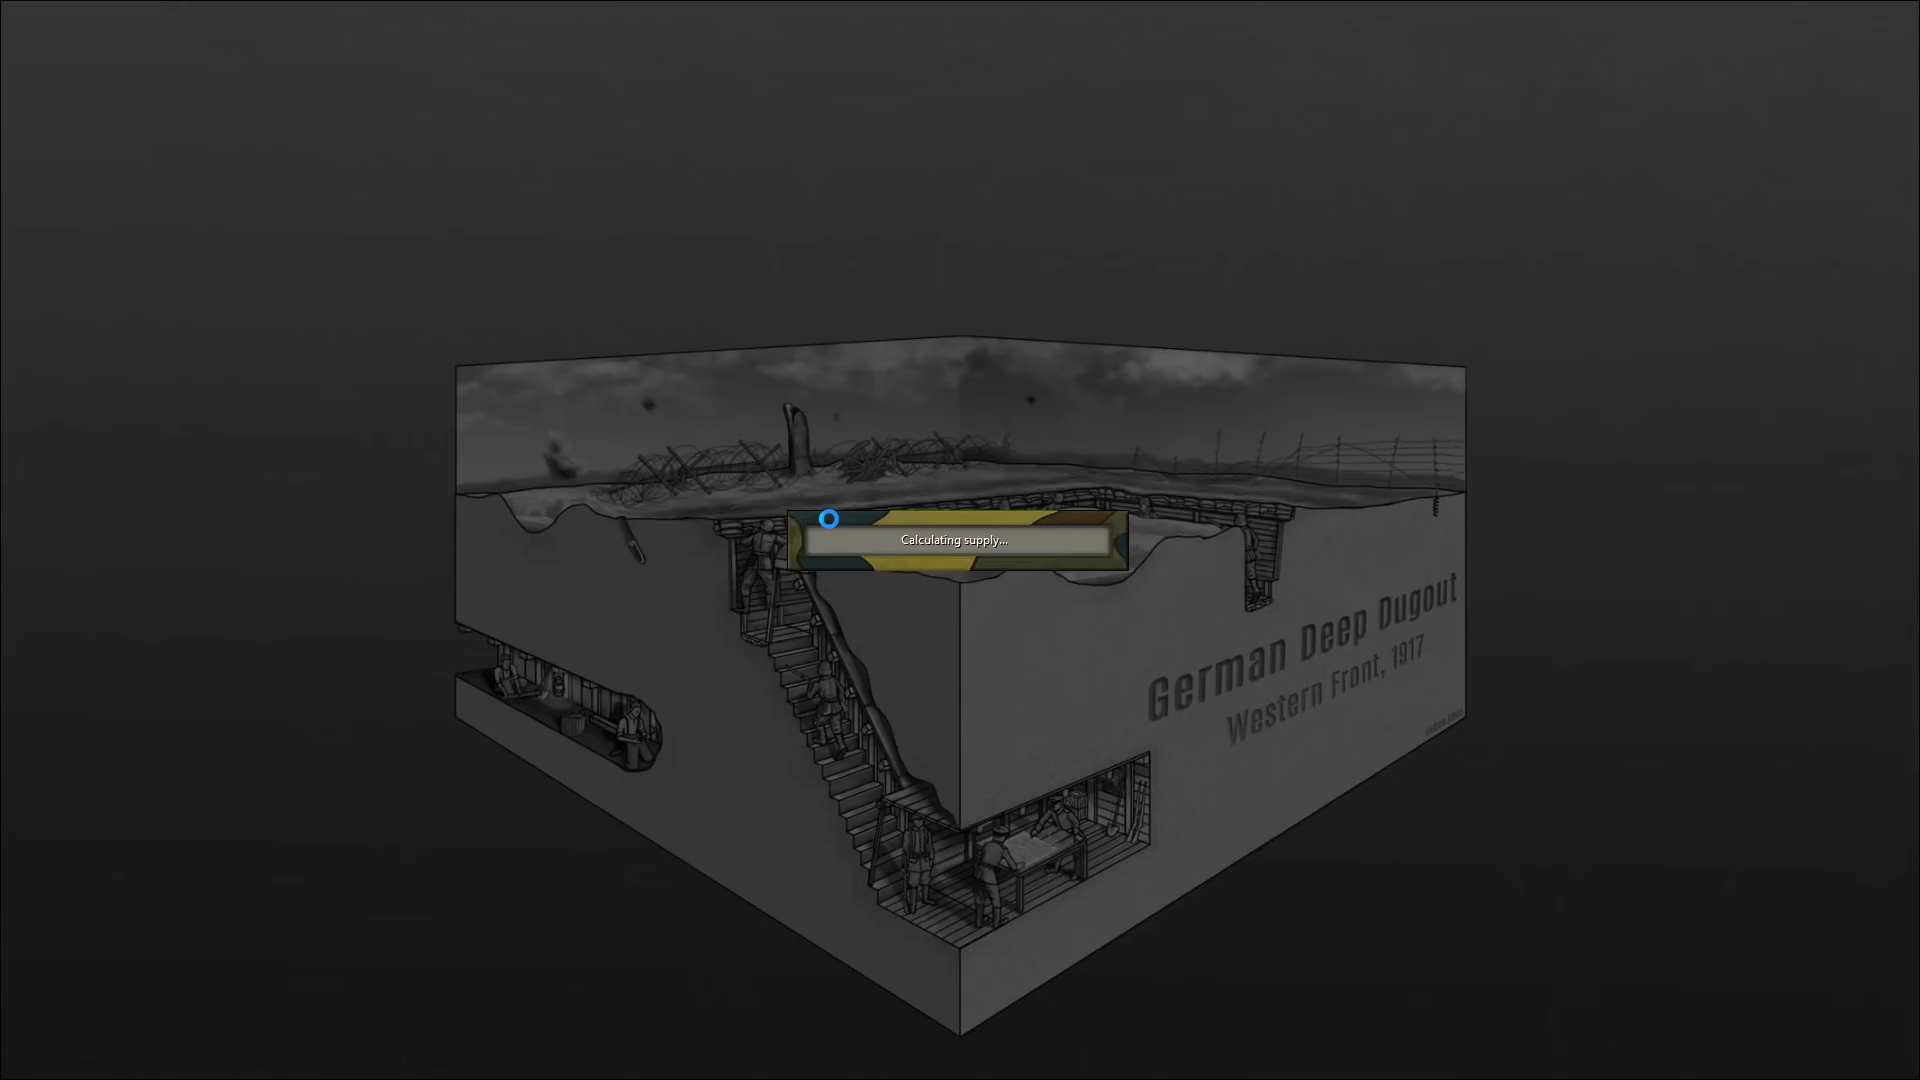 Calculating supply...
German Deep Dugout
Western Front, 1917